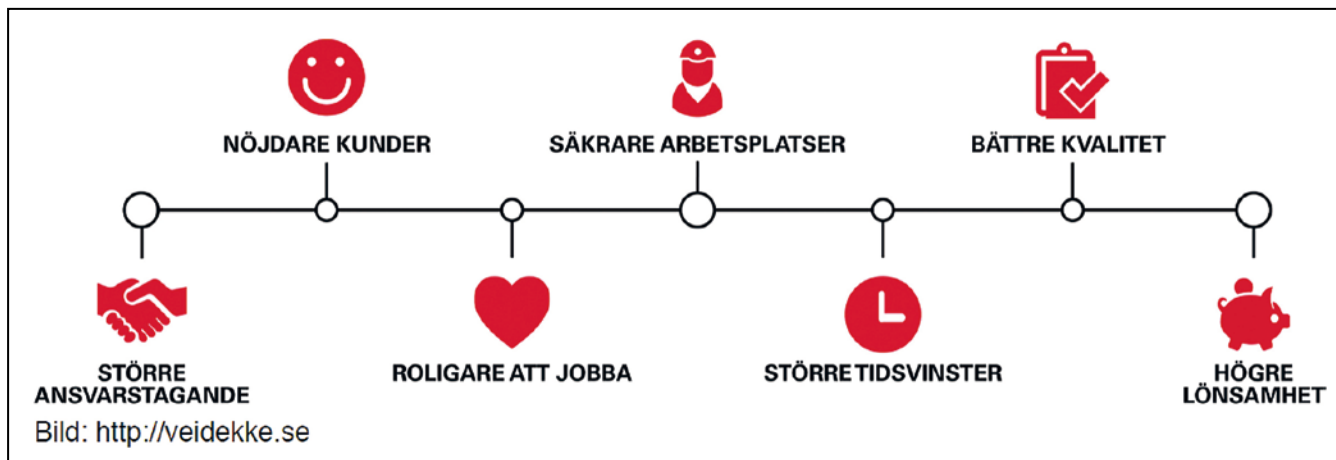 NÖJDARE KUNDER
SÄKRARE ARBETSPLATSER
BÄTTRE KVALITET
STÖRRE
ANSVARSTAGANDE
ROLIGARE ATT JOBBA
STÖRRE TIDSVINSTER
HÖGRE
LÖNSAMHET
Bild: http://veidekke.se